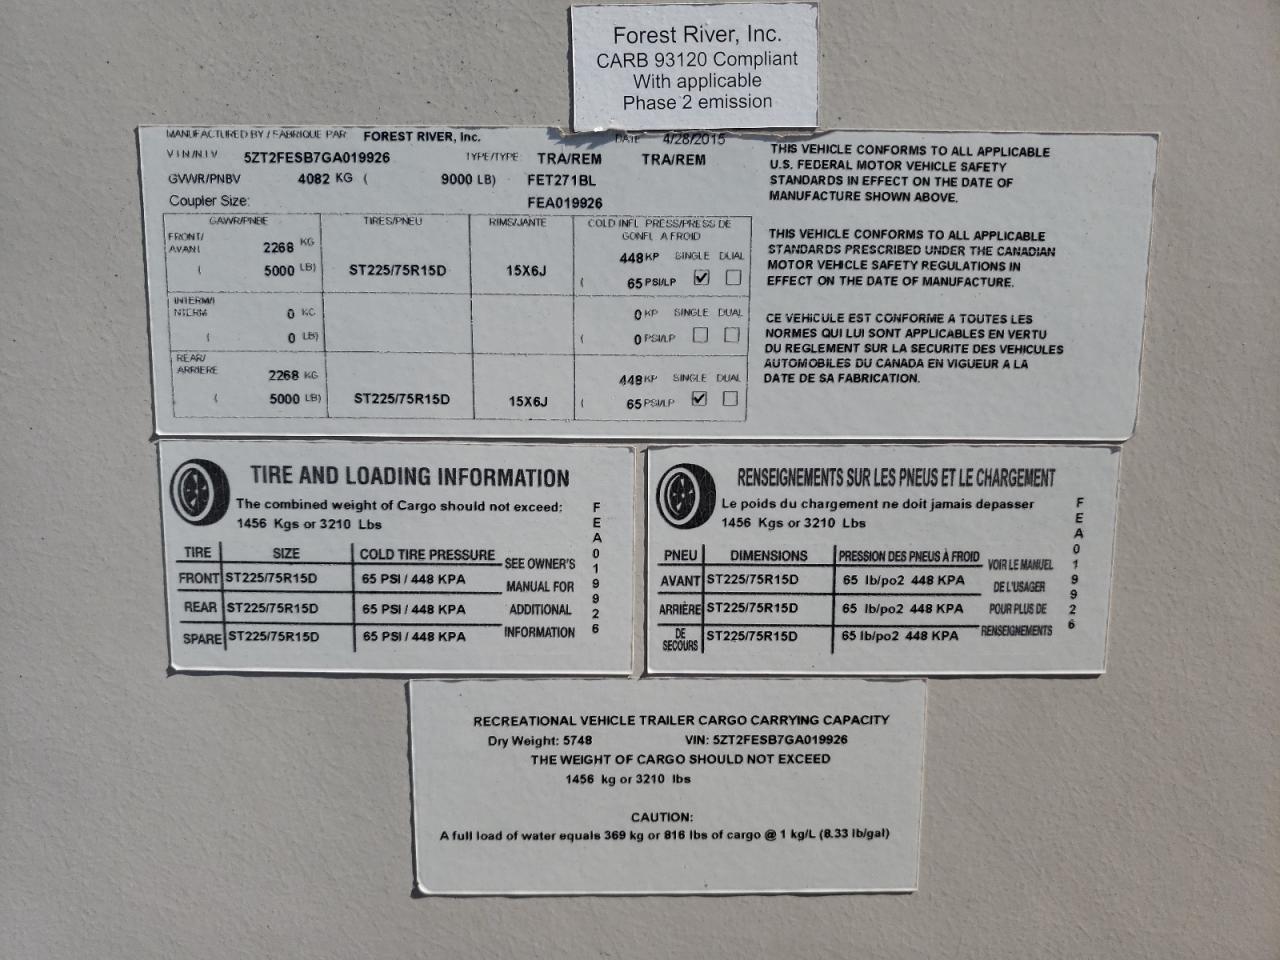 Forest River, Inc.
CARB 93120 Compliant
With applicable
Phase 2 emission
MANUFACTURED BY / FABRIQUE PAR FOREST RIVER, Inc. DATE 4/28/2015
VIN/NIV 5ZT2FESB7GA019926 TYPE/TYPE: TRA/REM TRA/REM
GVWR/PNBV 4082 KG ( 9000 LB) FET271BL
Coupler Size: FEA019926
GAWR/PNBE TIRES/PNEU RIMS/JANTE COLD INFL PRESS/PRESS DE
GONFL A FROID
FRONT/
AVANT 2268 KG 448 KP SINGLE DUAL
( 5000 LB) ST225/75R15D 15X6J ( 65 PSI/LP
INTERM/
INTERM 0 KG 0 KP SINGLE DUAL
( 0 LB) ( 0 PSI/LP
REAR/
ARRIERE 2268 KG 448 KP SINGLE DUAL
( 5000 LB) ST225/75R15D 15X6J ( 65 PSI/LP
THIS VEHICLE CONFORMS TO ALL APPLICABLE
U.S. FEDERAL MOTOR VEHICLE SAFETY
STANDARDS IN EFFECT ON THE DATE OF
MANUFACTURE SHOWN ABOVE.
THIS VEHICLE CONFORMS TO ALL APPLICABLE
STANDARDS PRESCRIBED UNDER THE CANADIAN
MOTOR VEHICLE SAFETY REGULATIONS IN
EFFECT ON THE DATE OF MANUFACTURE.
CE VEHICULE EST CONFORME A TOUTES LES
NORMES QUI LUI SONT APPLICABLES EN VERTU
DU REGLEMENT SUR LA SECURITE DES VEHICULES
AUTOMOBILES DU CANADA EN VIGUEUR A LA
DATE DE SA FABRICATION.
TIRE AND LOADING INFORMATION
The combined weight of Cargo should not exceed:
1456 Kgs or 3210 Lbs
TIRE SIZE COLD TIRE PRESSURE
FRONT ST225/75R15D 65 PSI / 448 KPA
REAR ST225/75R15D 65 PSI / 448 KPA
SPARE ST225/75R15D 65 PSI / 448 KPA
SEE OWNER'S
MANUAL FOR
ADDITIONAL
INFORMATION
FEA019926
RENSEIGNEMENTS SUR LES PNEUS ET LE CHARGEMENT
Le poids du chargement ne doit jamais depasser
1456 Kgs or 3210 Lbs
PNEU DIMENSIONS PRESSION DES PNEUS À FROID
AVANT ST225/75R15D 65 lb/po2 448 KPA
ARRIÈRE ST225/75R15D 65 lb/po2 448 KPA
DE
SECOURS ST225/75R15D 65 lb/po2 448 KPA
VOIR LE MANUEL
DE L'USAGER
POUR PLUS DE
RENSEIGNEMENTS
FEA019926
RECREATIONAL VEHICLE TRAILER CARGO CARRYING CAPACITY
Dry Weight: 5748 VIN: 5ZT2FESB7GA019926
THE WEIGHT OF CARGO SHOULD NOT EXCEED
1456 kg or 3210 lbs
CAUTION:
A full load of water equals 369 kg or 816 lbs of cargo @ 1 kg/L (8.33 lb/gal)